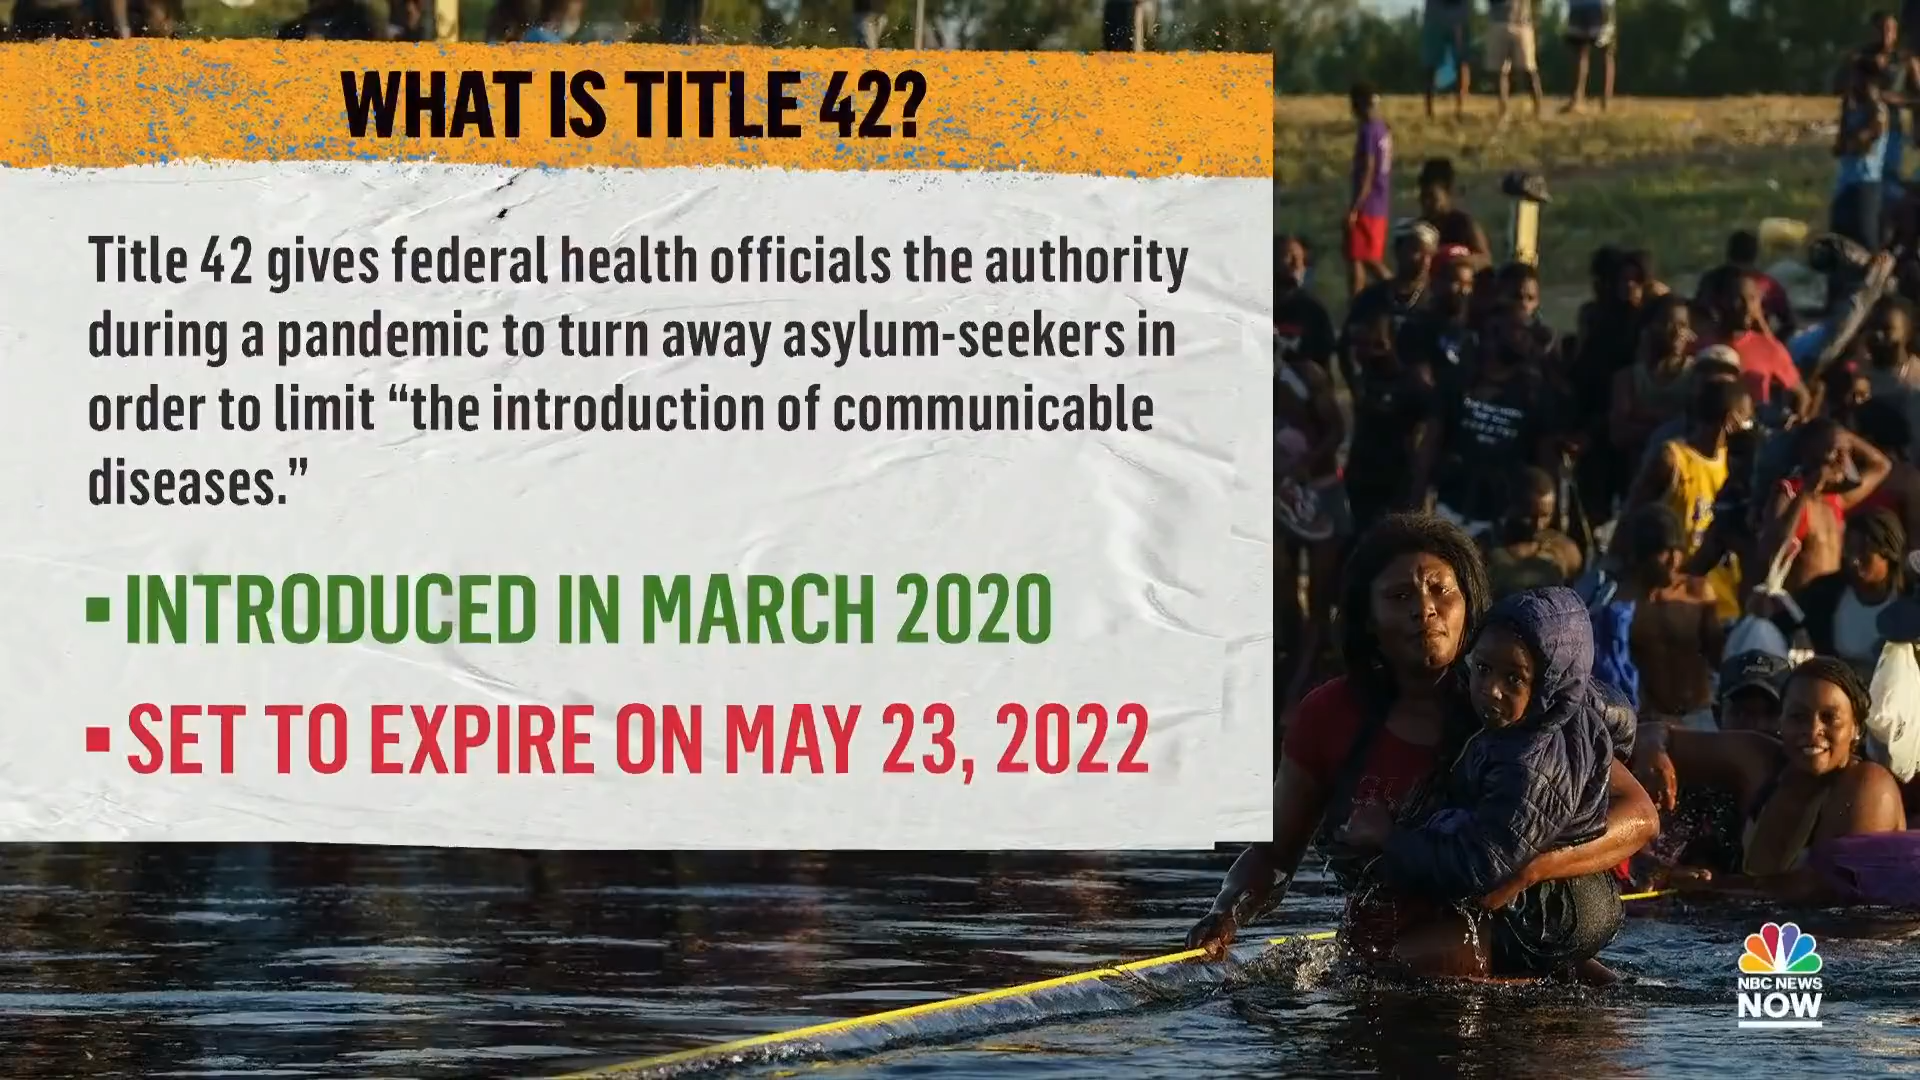 WHAT IS TITLE 42?
Title 42 gives federal health officials the authority
during a pandemic to turn away asylum-seekers in
order to limit “the introduction of communicable
diseases.”
▪ INTRODUCED IN MARCH 2020
▪ SET TO EXPIRE ON MAY 23, 2022
NBC NEWS
NOW